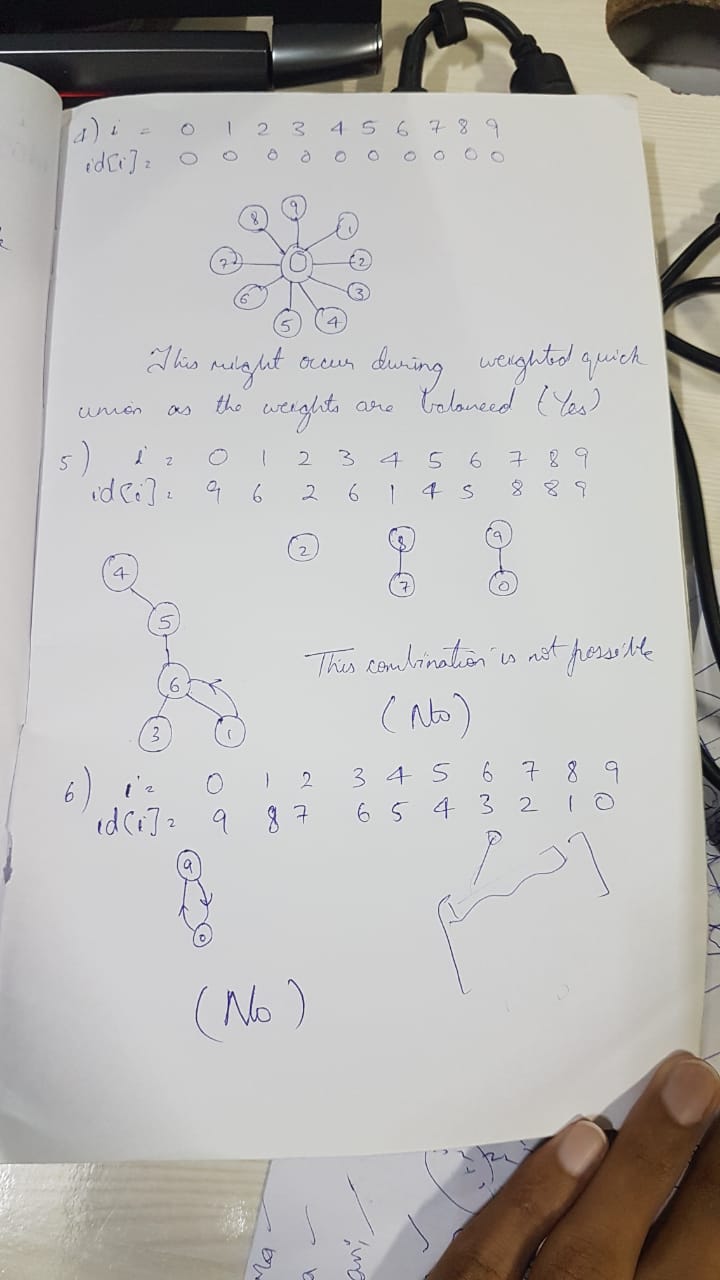 4) i = 0 1 2 3 4 5 6 7 8 9
id[i] = 0 0 0 0 0 0 0 0 0 0
9
8
1
7
0
2
6
3
5
4
This might occur during weighted quick
union as the weights are balanced (Yes)
5) i = 0 1 2 3 4 5 6 7 8 9
id[i] = 9 6 2 6 1 4 5 8 8 9
2
8
9
4
7
0
5
This combination is not possible
6
(No)
3
1
6) i = 0 1 2 3 4 5 6 7 8 9
id[i] = 9 8 7 6 5 4 3 2 1 0
9
0
(No)